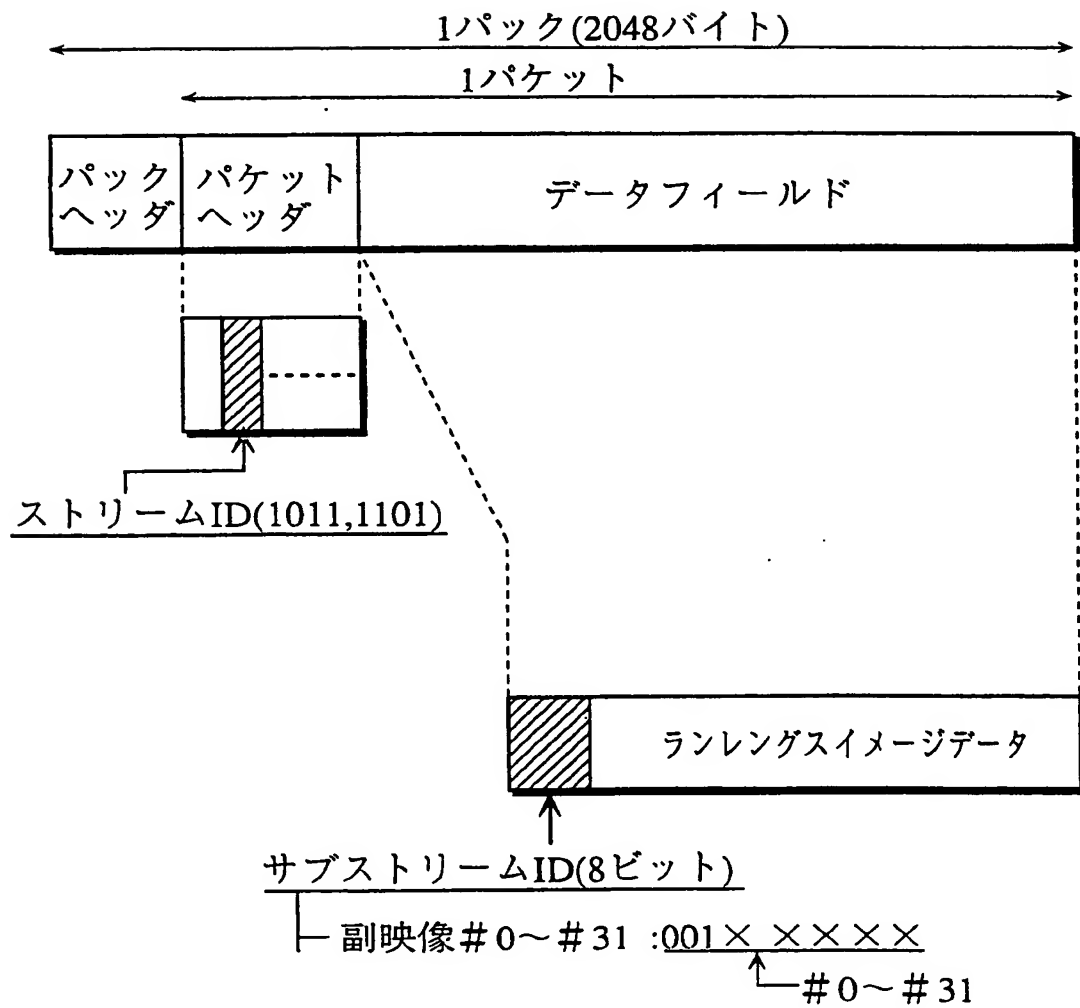 1パック(2048バイト)
1パケット
パック
ヘッダ
パケット
ヘッダ
データフィールド
ストリームID(1011,1101)
ランレングスイメージデータ
サブストリームID(8ビット)
副映像#0～#31 :001× ××××
#0～#31